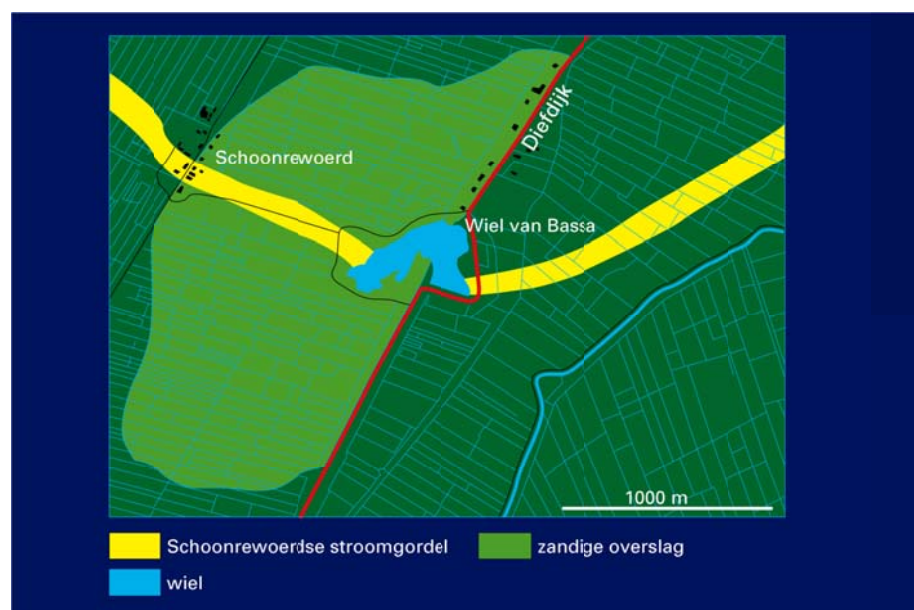 Diefdijk
Schoonrewoerd
Wiel van Bassa
1000 m
Schoonrewoerdse stroomgordel
zandige overslag
wiel